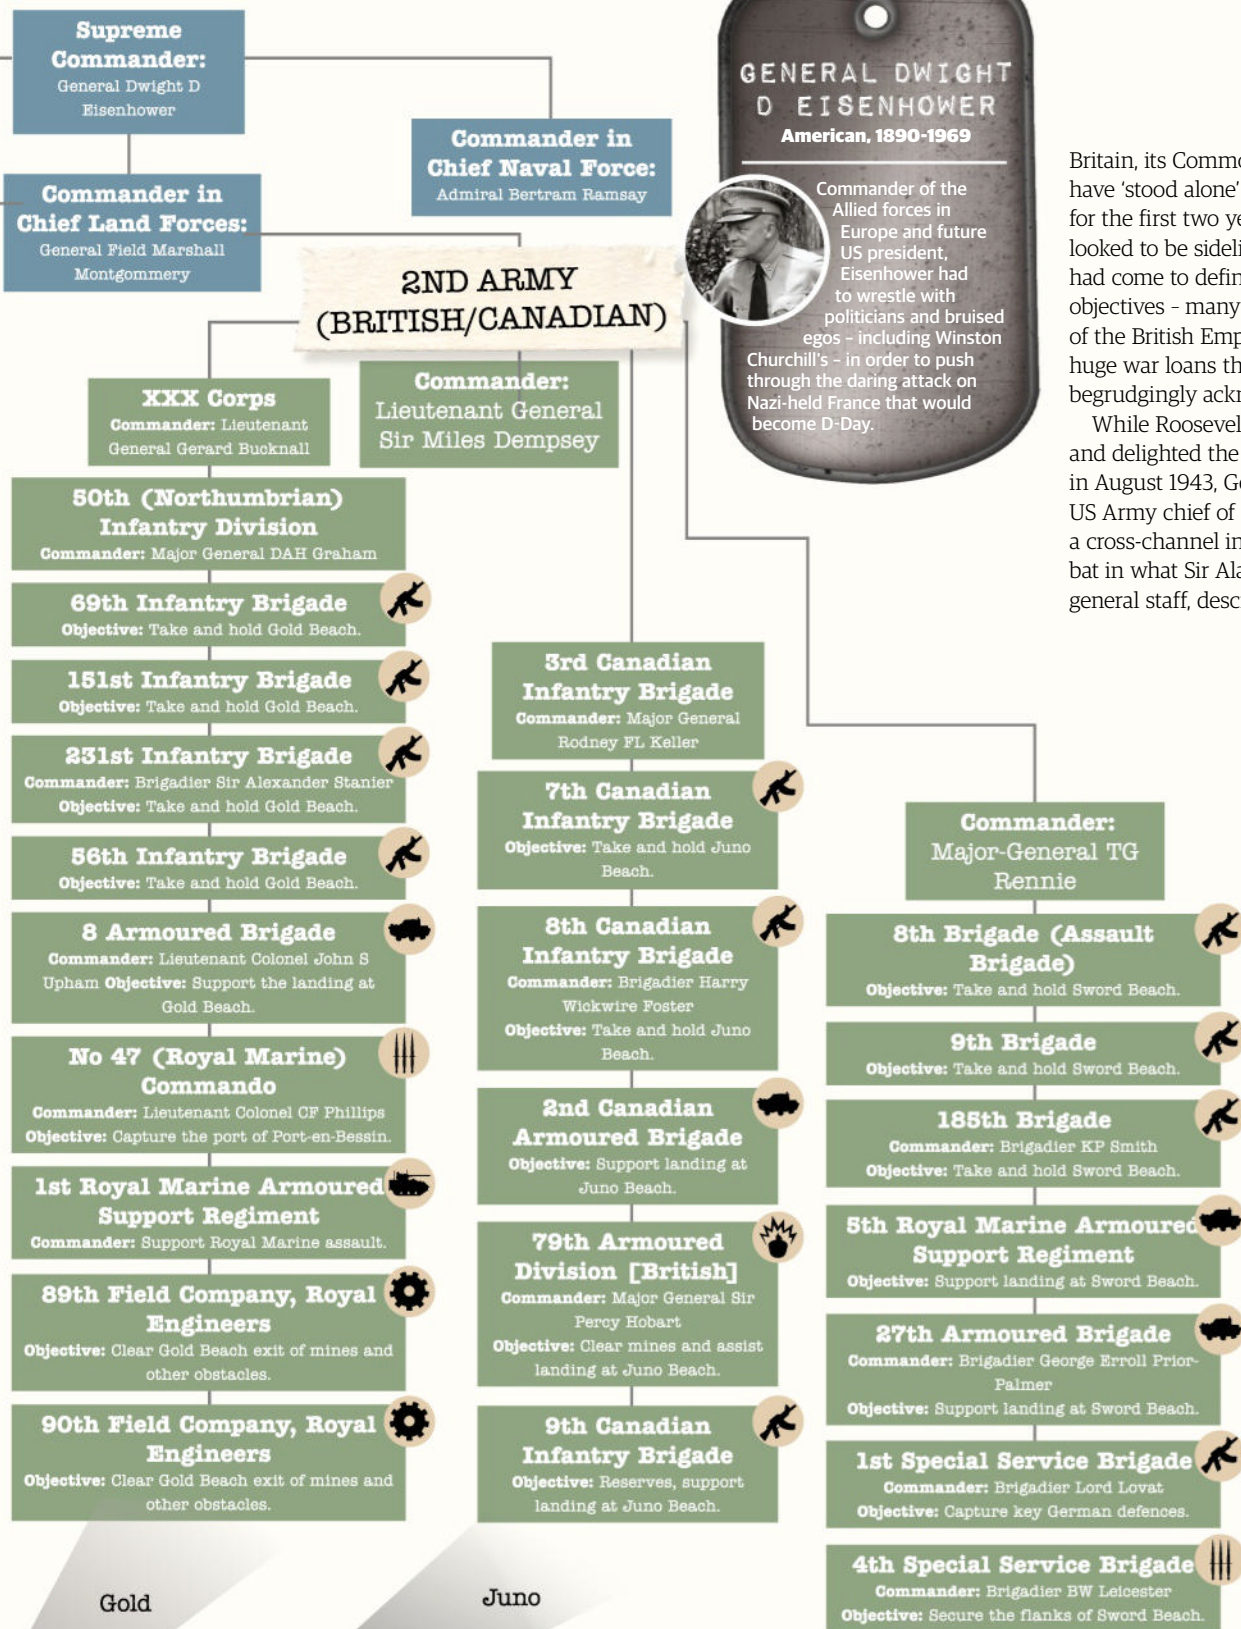 Supreme
Commander:
General Dwight D
Eisenhower
Commander in
Chief Naval Force:
Admiral Bertram Ramsay
Commander in
Chief Land Forces:
General Field Marshall
Montgommery
2ND ARMY
(BRITISH/CANADIAN)
Commander:
Lieutenant General
Sir Miles Dempsey
XXX Corps
Commander: Lieutenant
General Gerard Bucknall
50th (Northumbrian)
Infantry Division
Commander: Major General DAH Graham
69th Infantry Brigade
Objective: Take and hold Gold Beach.
151st Infantry Brigade
Objective: Take and hold Gold Beach.
231st Infantry Brigade
Commander: Brigadier Sir Alexander Stanier
Objective: Take and hold Gold Beach.
56th Infantry Brigade
Objective: Take and hold Gold Beach.
8 Armoured Brigade
Commander: Lieutenant Colonel John S
Upham Objective: Support the landing at
Gold Beach.
No 47 (Royal Marine)
Commando
Commander: Lieutenant Colonel CF Phillips
Objective: Capture the port of Port-en-Bessin.
1st Royal Marine Armoured
Support Regiment
Commander: Support Royal Marine assault.
89th Field Company, Royal
Engineers
Objective: Clear Gold Beach exit of mines and
other obstacles.
90th Field Company, Royal
Engineers
Objective: Clear Gold Beach exit of mines and
other obstacles.
Gold
3rd Canadian
Infantry Brigade
Commander: Major General
Rodney FL Keller
7th Canadian
Infantry Brigade
Objective: Take and hold Juno
Beach.
8th Canadian
Infantry Brigade
Commander: Brigadier Harry
Wickwire Foster
Objective: Take and hold Juno
Beach.
2nd Canadian
Armoured Brigade
Objective: Support landing at
Juno Beach.
79th Armoured
Division [British]
Commander: Major General Sir
Percy Hobart
Objective: Clear mines and assist
landing at Juno Beach.
9th Canadian
Infantry Brigade
Objective: Reserves, support
landing at Juno Beach.
Juno
Commander:
Major-General TG
Rennie
8th Brigade (Assault
Brigade)
Objective: Take and hold Sword Beach.
9th Brigade
Objective: Take and hold Sword Beach.
185th Brigade
Commander: Brigadier KP Smith
Objective: Take and hold Sword Beach.
5th Royal Marine Armoured
Support Regiment
Objective: Support landing at Sword Beach.
27th Armoured Brigade
Commander: Brigadier George Erroll Prior-
Palmer
Objective: Support landing at Sword Beach.
1st Special Service Brigade
Commander: Brigadier Lord Lovat
Objective: Capture key German defences.
4th Special Service Brigade
Commander: Brigadier BW Leicester
Objective: Secure the flanks of Sword Beach.
GENERAL DWIGHT
D EISENHOWER
American, 1890-1969
Commander of the
Allied forces in
Europe and future
US president,
Eisenhower had
to wrestle with
politicians and bruised
egos – including Winston
Churchill's – in order to push
through the daring attack on
Nazi-held France that would
become D-Day.
Britain, its Commo
have 'stood alone'
for the first two ye
looked to be sideli
had come to defin
objectives – many
of the British Emp
huge war loans th
begrudgingly ackn
While Roosevel
and delighted the
in August 1943, Ge
US Army chief of
a cross-channel in
bat in what Sir Ala
general staff, desc